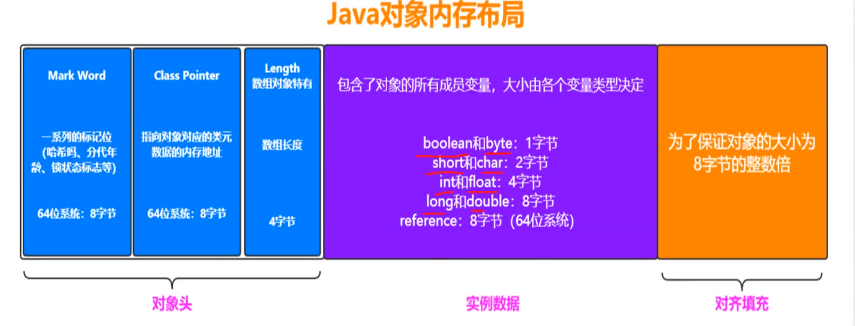 Java对象内存布局
Mark Word
一系列的标记位
（哈希吗、分代年
龄、锁状态标志等）
64位系统：8字节
Class Pointer
指向对象对应的类元
数据的内存地址
64位系统：8字节
Length
数组对象特有
数组长度
4字节
包含了对象的所有成员变量，大小由各个变量类型决定
boolean和byte：1字节
short和char：2字节
int和float：4字节
long和double：8字节
reference：8字节（64位系统）
为了保证对象的大小为
8字节的整数倍
对象头
实例数据
对齐填充